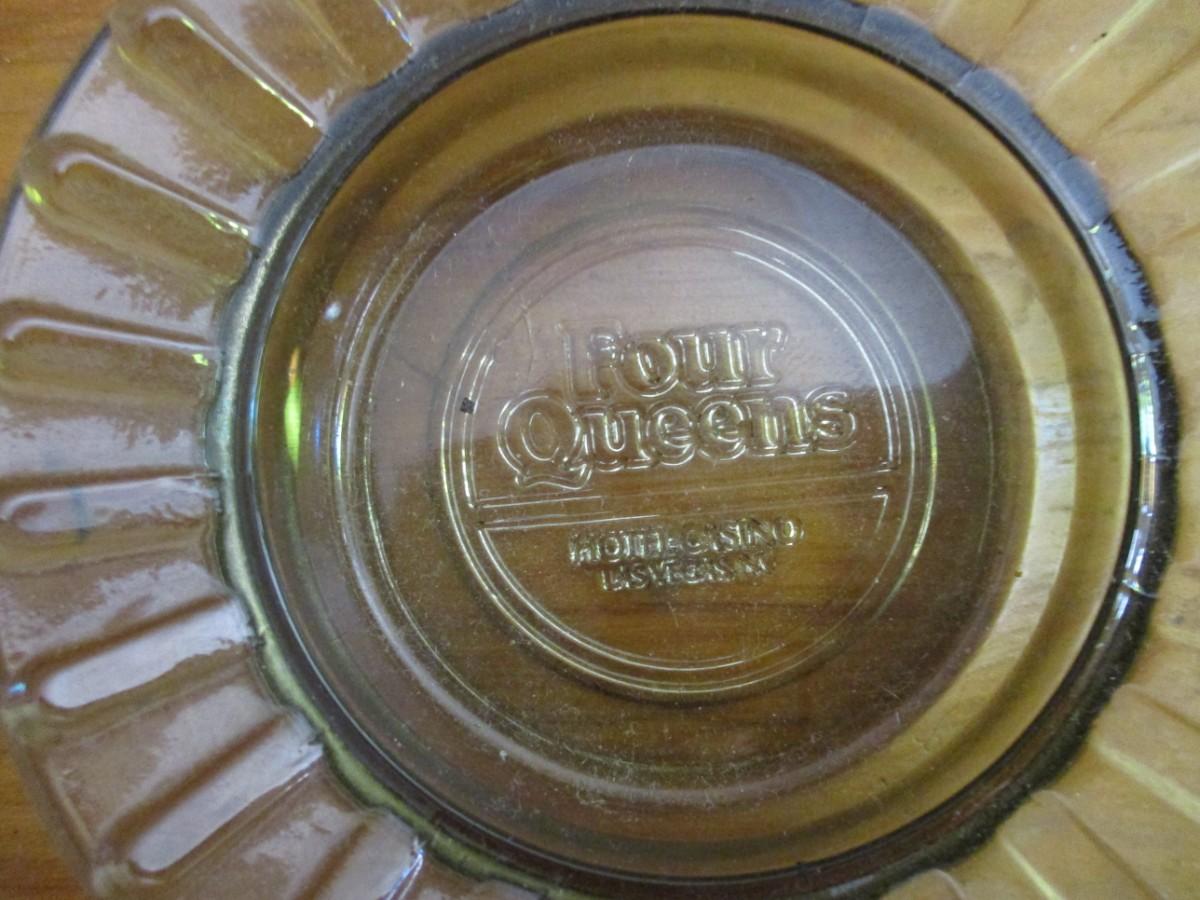 Four
Queens
HOTEL-CASINO
LAS VEGAS NV